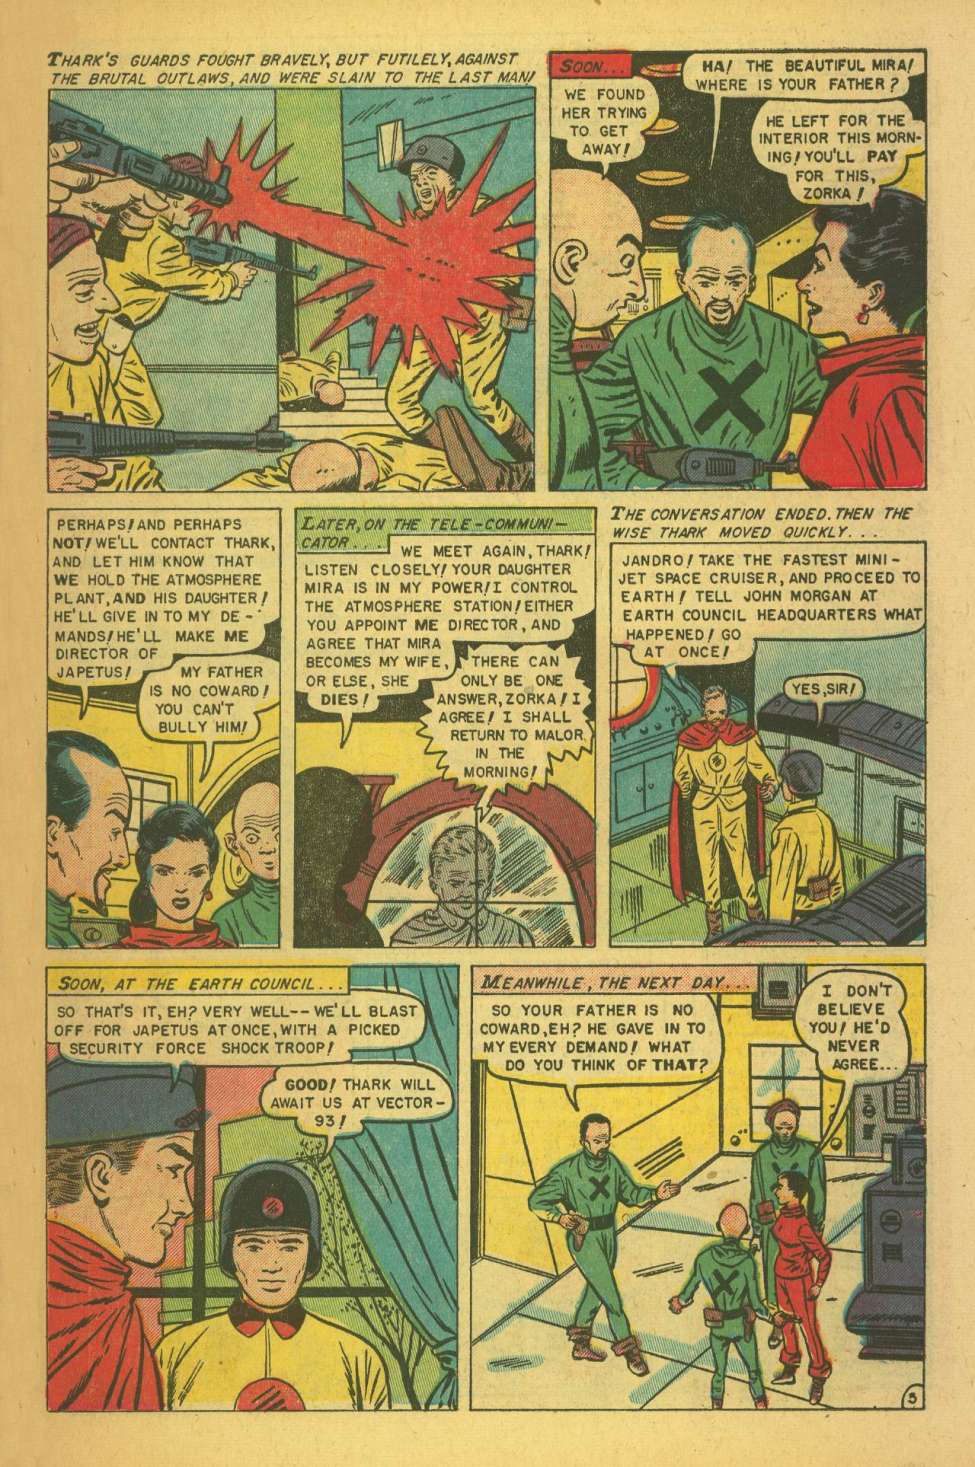 THARK'S GUARDS FOUGHT BRAVELY, BUT FUTILELY, AGAINST
THE BRUTAL OUTLAWS, AND WERE SLAIN TO THE LAST MAN!
SOON...
WE FOUND
HER TRYING
TO GET
AWAY!
HA! THE BEAUTIFUL MIRA!
WHERE IS YOUR FATHER?
HE LEFT FOR THE
INTERIOR THIS MORN-
ING! YOU'LL PAY
FOR THIS,
ZORKA!
PERHAPS! AND PERHAPS
NOT! WE'LL CONTACT THARK,
AND LET HIM KNOW THAT
WE HOLD THE ATMOSPHERE
PLANT, AND HIS DAUGHTER!
HE'LL GIVE IN TO MY DE-
MANDS! HE'LL MAKE ME
DIRECTOR OF
JAPETUS!
MY FATHER
IS NO COWARD!
YOU CAN'T
BULLY HIM!
LATER, ON THE TELE-COMMUNI-
CATOR...
WE MEET AGAIN, THARK!
LISTEN CLOSELY! YOUR DAUGHTER
MIRA IS IN MY POWER! I CONTROL
THE ATMOSPHERE STATION! EITHER
YOU APPOINT ME DIRECTOR, AND
AGREE THAT MIRA
BECOMES MY WIFE,
OR ELSE, SHE
DIES!
THERE CAN
ONLY BE ONE
ANSWER, ZORKA! I
AGREE! I SHALL
RETURN TO MALOR
IN THE
MORNING!
THE CONVERSATION ENDED. THEN THE
WISE THARK MOVED QUICKLY...
JANDRO! TAKE THE FASTEST MINI-
JET SPACE CRUISER, AND PROCEED TO
EARTH! TELL JOHN MORGAN AT
EARTH COUNCIL HEADQUARTERS WHAT
HAPPENED! GO
AT ONCE!
YES, SIR!
SOON, AT THE EARTH COUNCIL...
SO THAT'S IT, EH? VERY WELL-- WE'LL BLAST
OFF FOR JAPETUS AT ONCE, WITH A PICKED
SECURITY FORCE SHOCK TROOP!
GOOD! THARK WILL
AWAIT US AT VECTOR-
93!
MEANWHILE, THE NEXT DAY...
SO YOUR FATHER IS NO
COWARD, EH? HE GAVE IN TO
MY EVERY DEMAND! WHAT
DO YOU THINK OF THAT?
I DON'T
BELIEVE
YOU! HE'D
NEVER
AGREE...
3